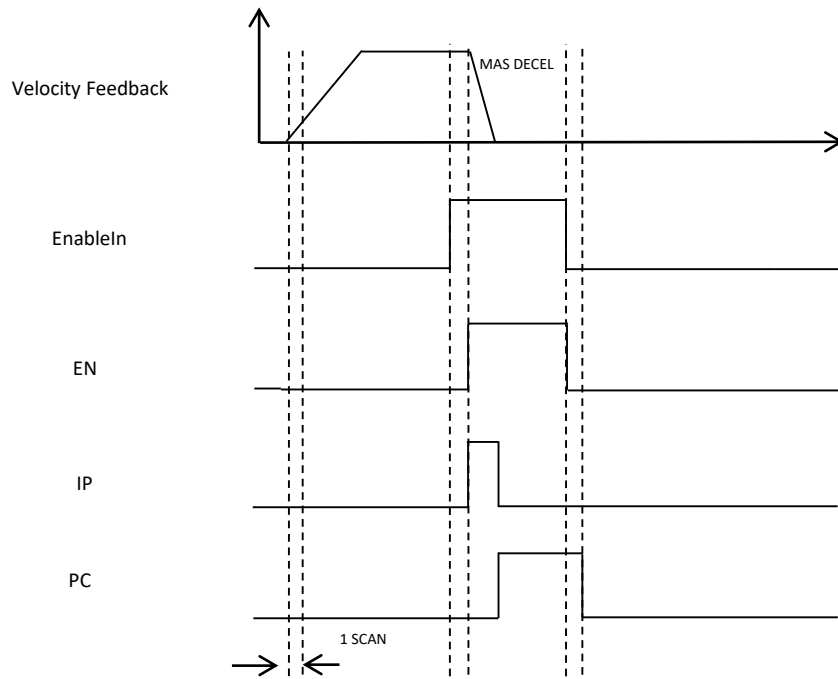 MAS DECEL
Velocity Feedback
EnableIn
EN
IP
PC
1 SCAN